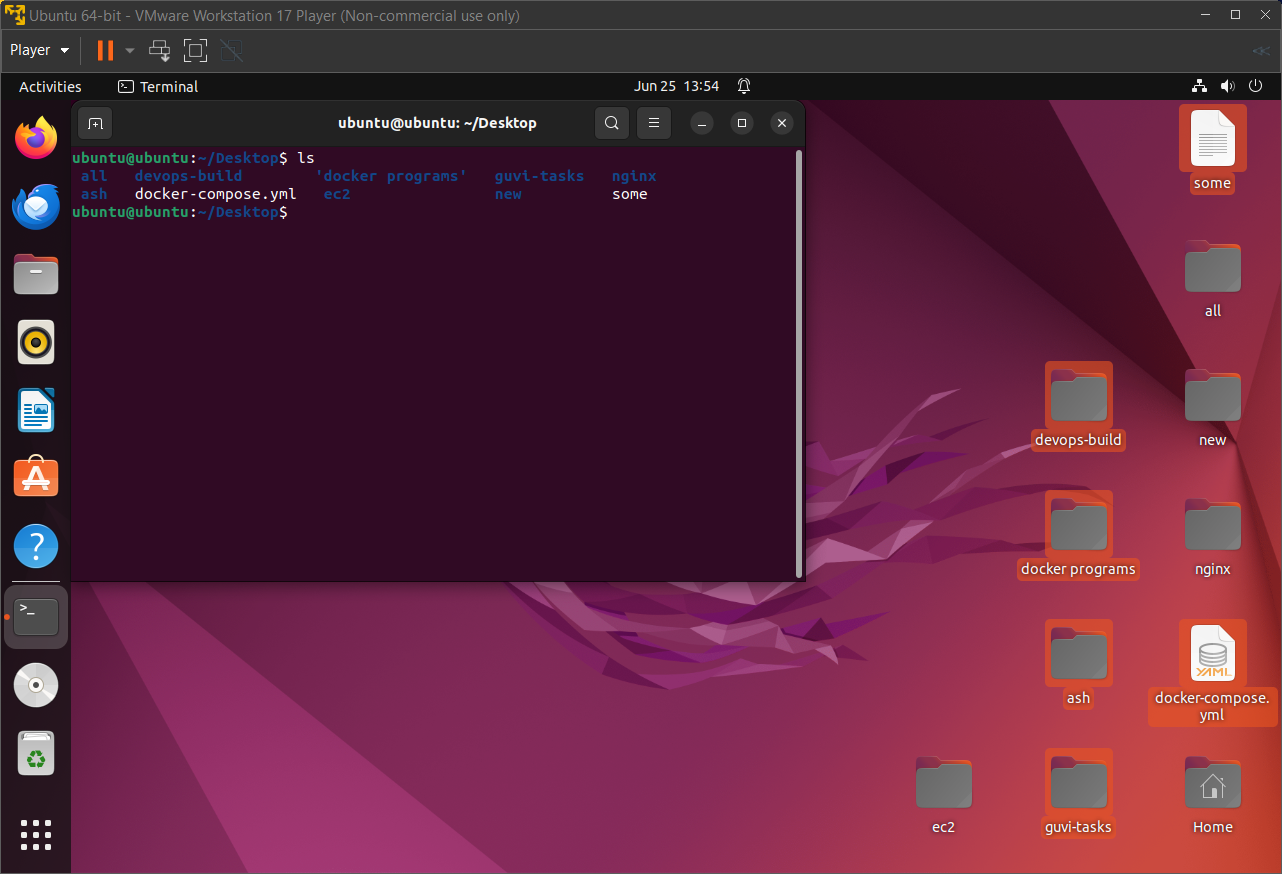 Ubuntu 64-bit - VMware Workstation 17 Player (Non-commercial use only)
Player
Activities Terminal Jun 25 13:54
ubuntu@ubuntu: ~/Desktop
ubuntu@ubuntu:~/Desktop$ ls
all devops-build 'docker programs' guvi-tasks nginx
ash docker-compose.yml ec2 new some
ubuntu@ubuntu:~/Desktop$
some
all
devops-build new
docker programs nginx
ash docker-compose.
yml
ec2 guvi-tasks Home
YAML
>_
?